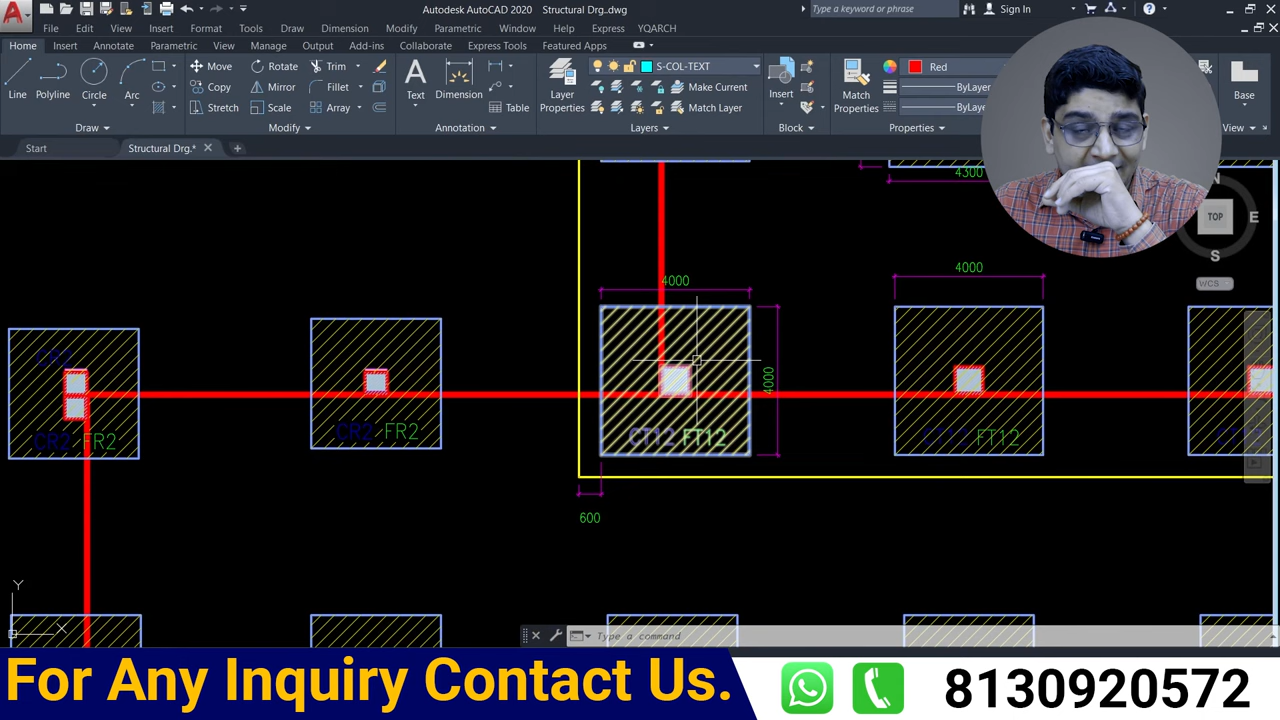 Autodesk AutoCAD 2020 Structural Drg.dwg
Type a keyword or phrase
Sign In
File Edit View Insert Format Tools Draw Dimension Modify Parametric Window Help Express YQARCH
Home Insert Annotate Parametric View Manage Output Add-ins Collaborate Express Tools Featured Apps
Line Polyline Circle Arc
Move Rotate Trim
Copy Mirror Fillet
Stretch Scale Array
Text Dimension
Table
Layer Properties
S-COL-TEXT
Make Current
Match Layer
Insert
Match Properties
Red
ByLayer
ByLayer
Base
Draw Modify Annotation Layers Block Properties View
Start Structural Drg.*
4300
N
TOP E
S
WCS
4000
4000
CR2
4000
CR2 FR2
CR2 FR2
CT12 FT12
CT12 FT12
600
Y
X
Type a command
For Any Inquiry Contact Us.
8130920572